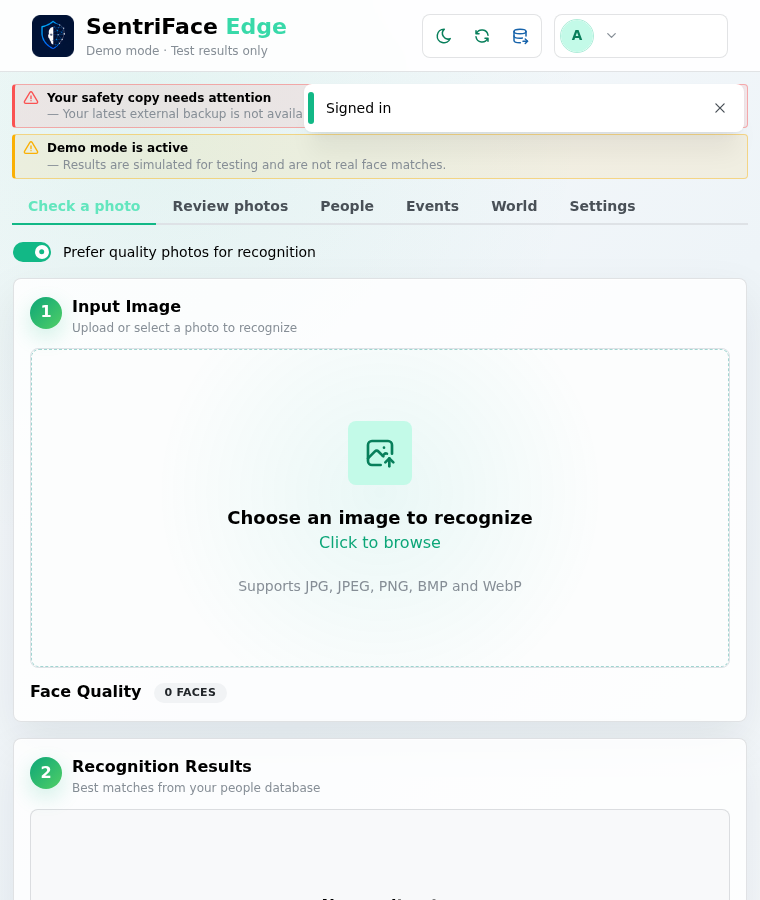 SentriFace Edge
Demo mode · Test results only
A
Your safety copy needs attention
— Your latest external backup is not
Signed in
Demo mode is active
— Results are simulated for testing and are not real face matches.
Check a photo
Review photos
People
Events
World
Settings
Prefer quality photos for recognition
1
Input Image
Upload or select a photo to recognize
Choose an image to recognize
Click to browse
Supports JPG, JPEG, PNG, BMP and WebP
Face Quality
0 FACES
2
Recognition Results
Best matches from your people database